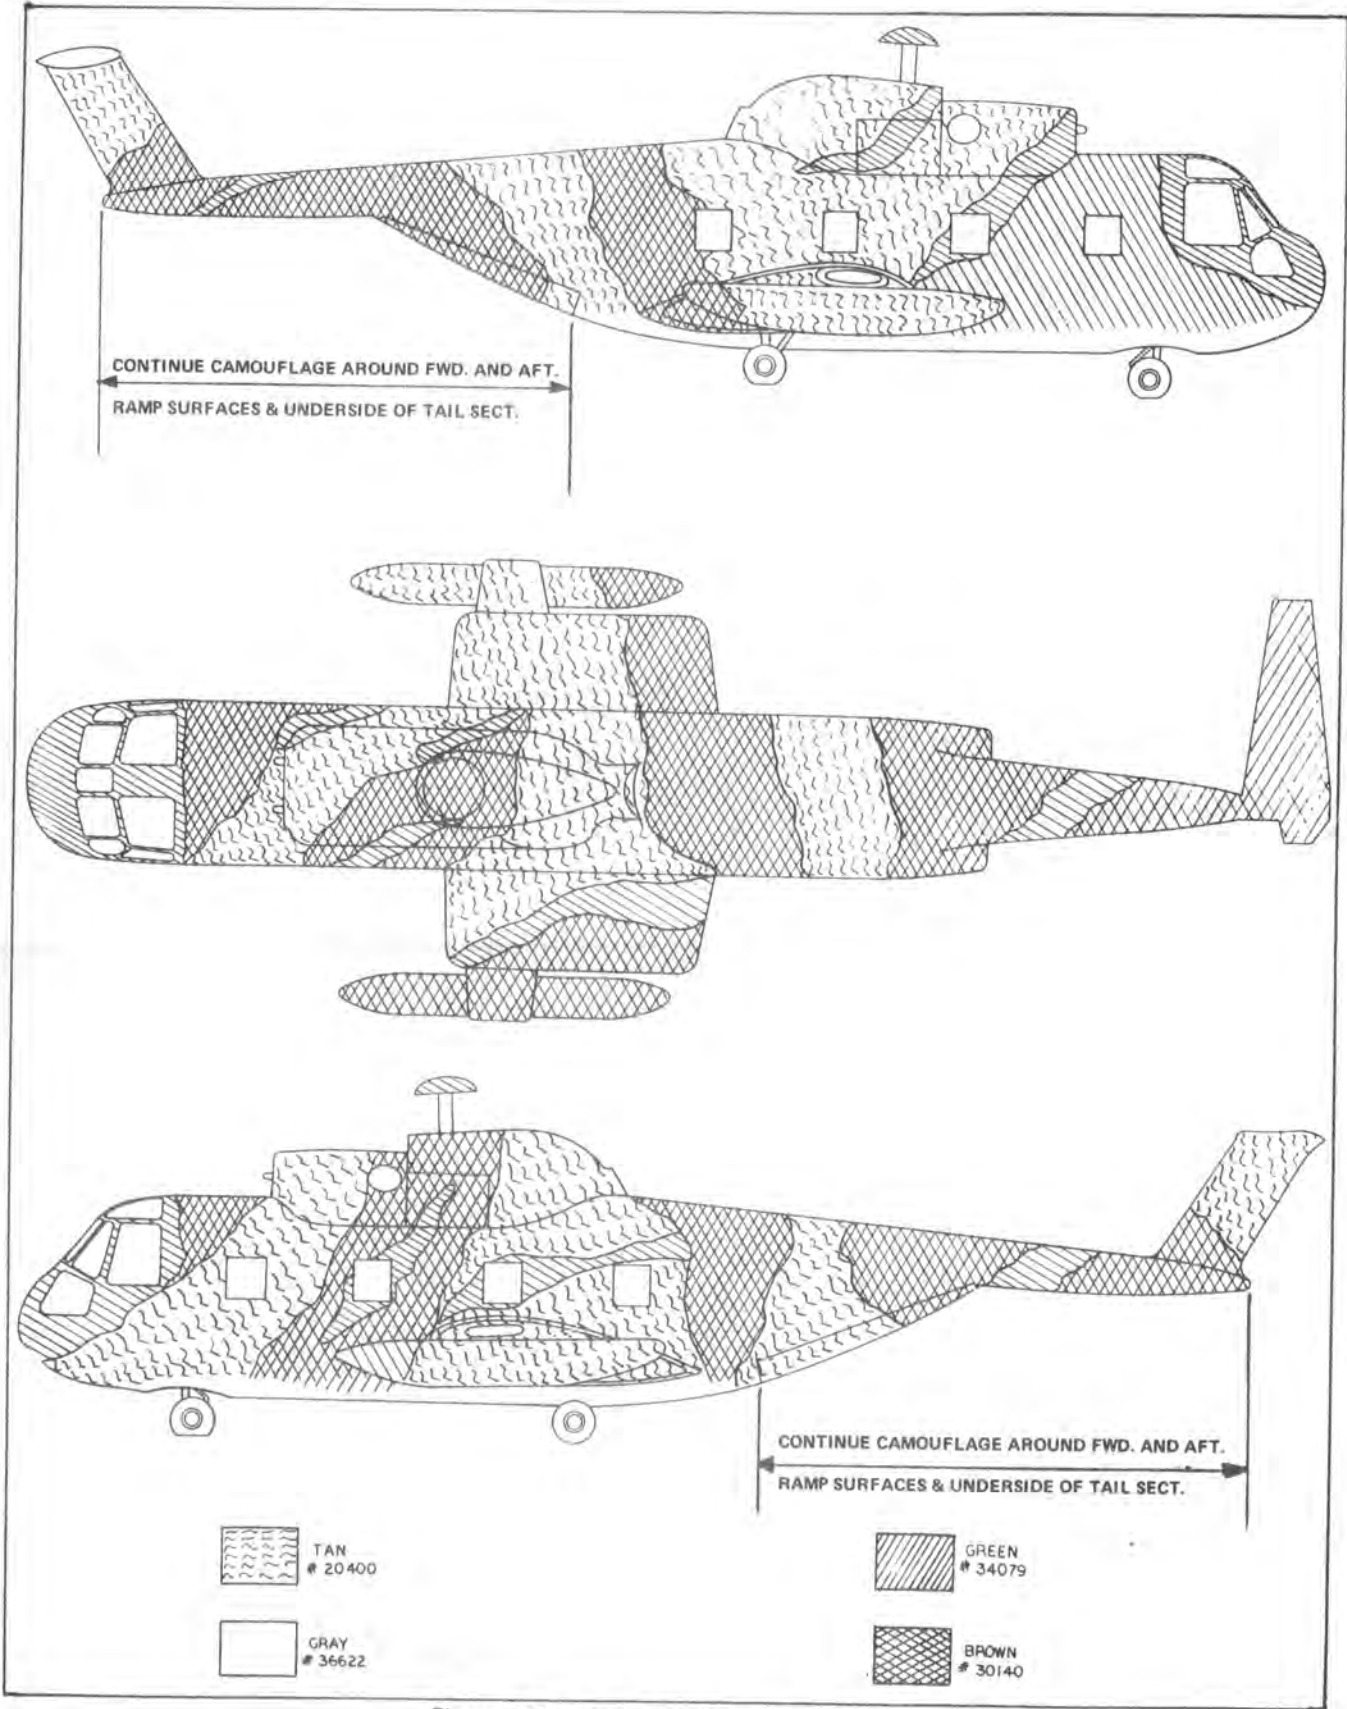 CONTINUE CAMOUFLAGE AROUND FWD. AND AFT.
RAMP SURFACES & UNDERSIDE OF TAIL SECT.
CONTINUE CAMOUFLAGE AROUND FWD. AND AFT.
RAMP SURFACES & UNDERSIDE OF TAIL SECT.
TAN
# 20400
GREEN
# 34079
GRAY
# 36622
BROWN
# 30140